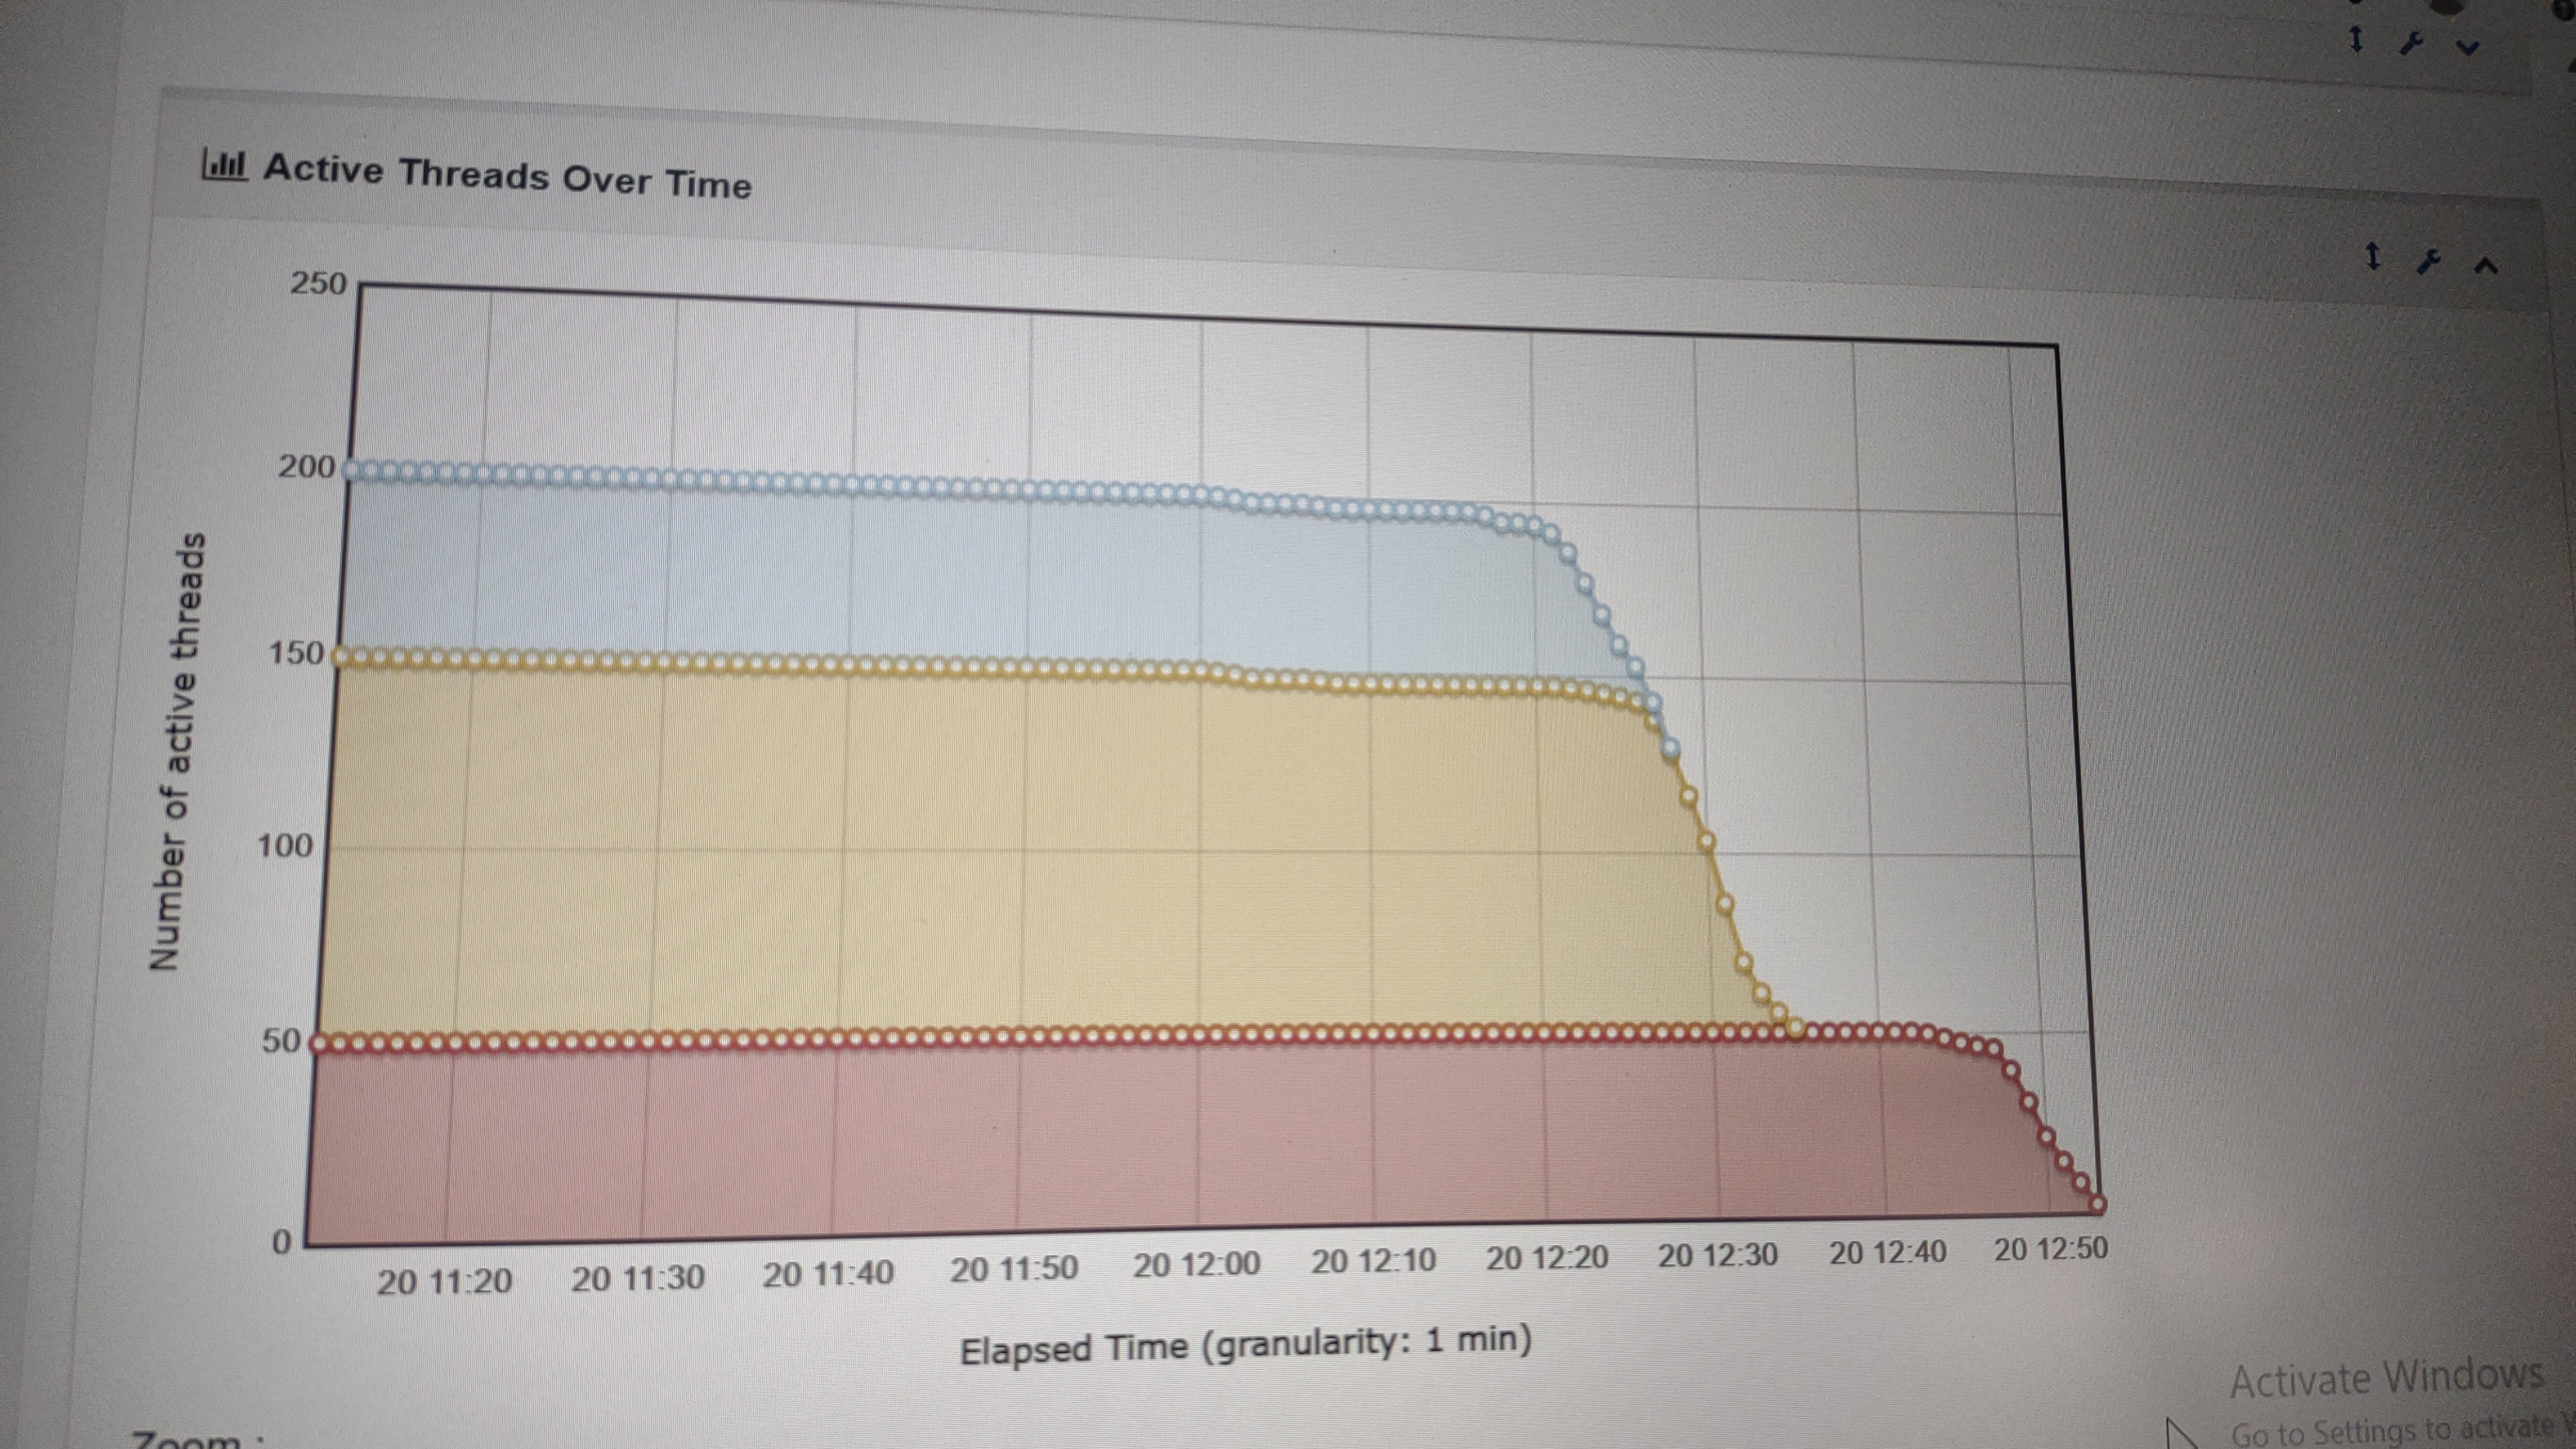 Active Threads Over Time
250
200
150
100
50
0
Number of active threads
20 11:20 20 11:30 20 11:40 20 11:50 20 12:00 20 12:10 20 12:20 20 12:30 20 12:40 20 12:50
Elapsed Time (granularity: 1 min)
Zoom :
Activate Windows
Go to Settings to activate